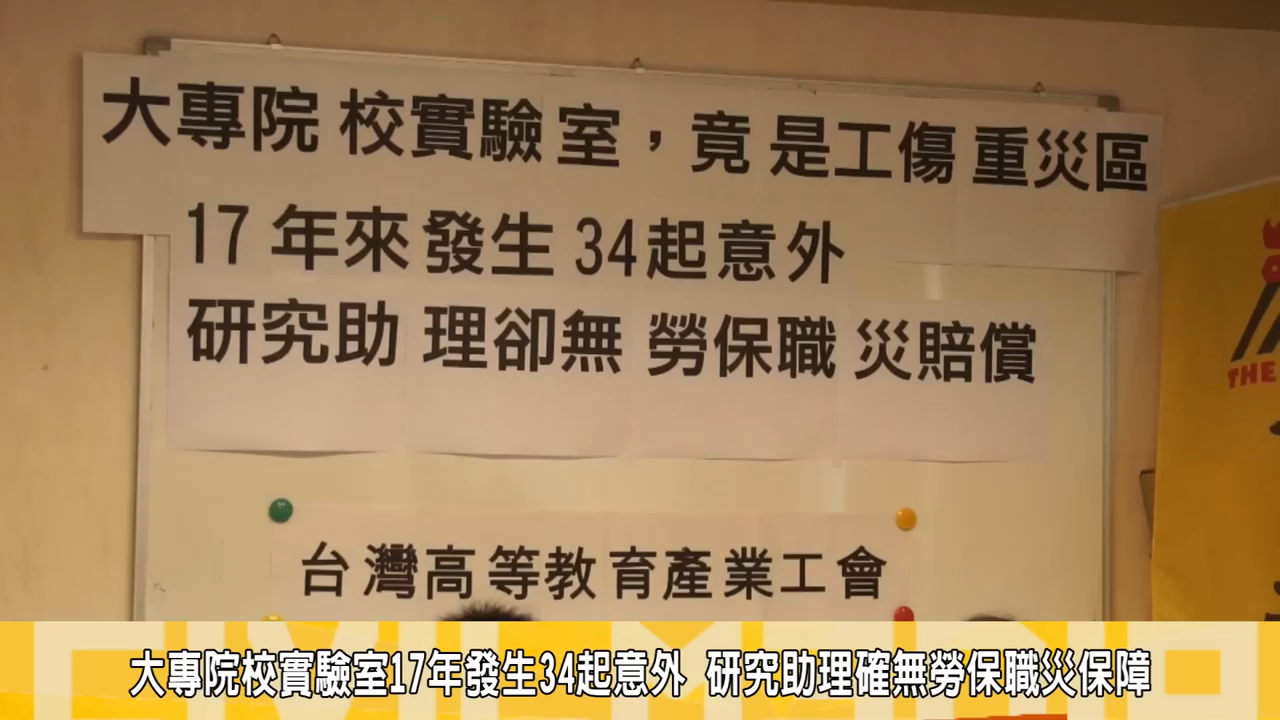 大專院校實驗室，竟是工傷重災區
17年來發生34起意外
研究助理卻無勞保職災賠償
THE
台灣高等教育產業工會
大專院校實驗室17年發生34起意外 研究助理確無勞保職災保障